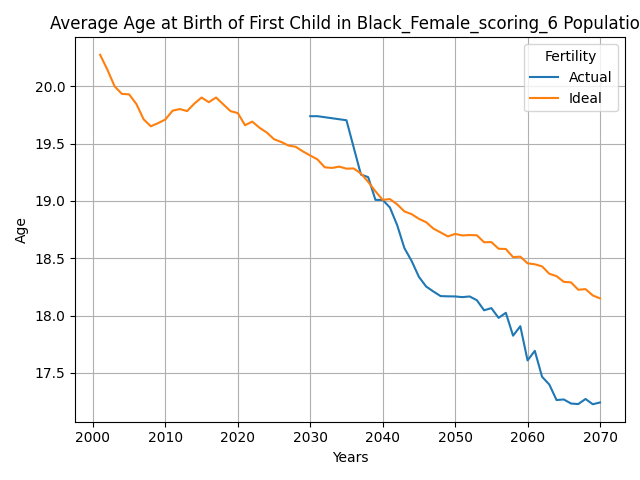 Average Age at Birth of First Child in Black_Female_scoring_6 Populatio
Fertility
Actual
Ideal
Age
20.0
19.5
19.0
18.5
18.0
17.5
2000 2010 2020 2030 2040 2050 2060 2070
Years